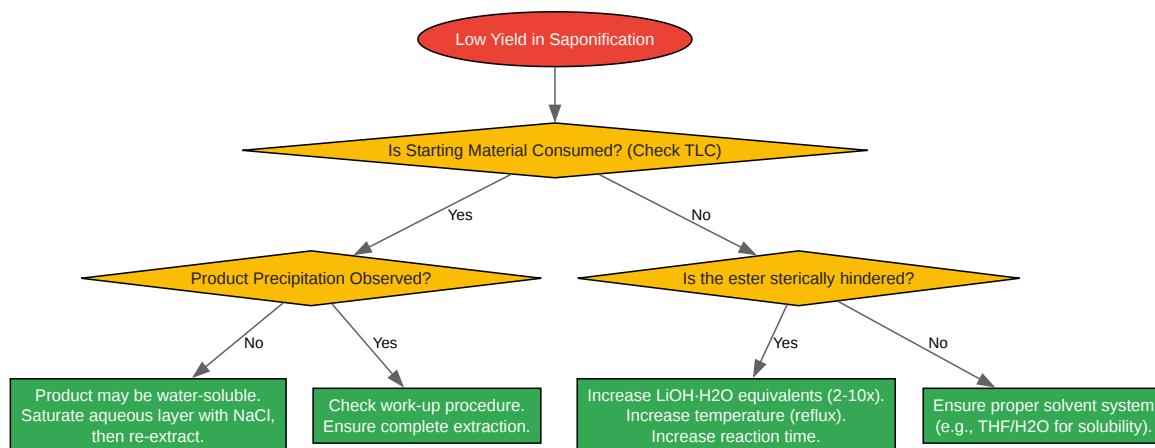 Low Yield in Saponification
Is Starting Material Consumed? (Check TLC)
Yes
No
Product Precipitation Observed?
Is the ester sterically hindered?
No
Yes
Yes
No
Product may be water-soluble.
Saturate aqueous layer with NaCl,
then re-extract.
Check work-up procedure.
Ensure complete extraction.
Increase LiOH·H2O equivalents (2-10x).
Increase temperature (reflux).
Increase reaction time.
Ensure proper solvent system
(e.g., THF/H2O for solubility).